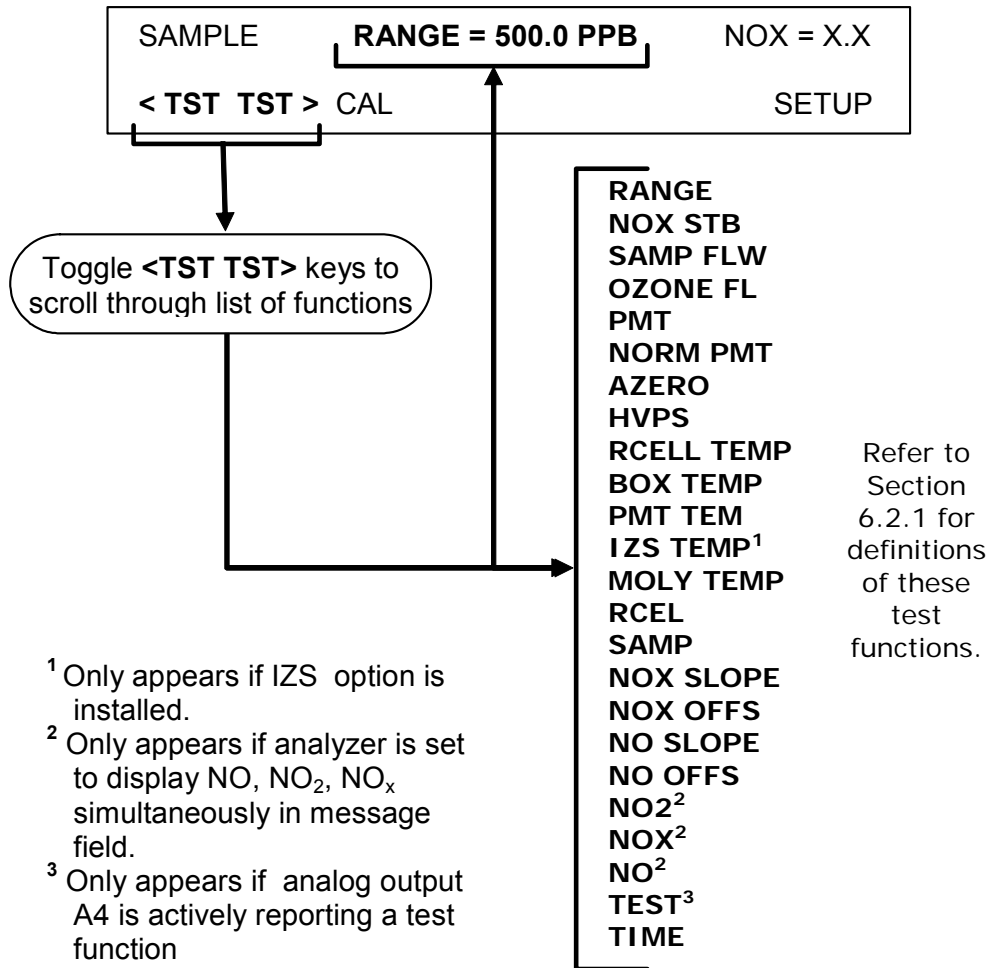 SAMPLE RANGE = 500.0 PPB NOX = X.X
< TST TST > CAL SETUP
Toggle <TST TST> keys to
scroll through list of functions
RANGE
NOX STB
SAMP FLW
OZONE FL
PMT
NORM PMT
AZERO
HVPS
RCELL TEMP
BOX TEMP
PMT TEM
IZS TEMP¹
MOLY TEMP
RCEL
SAMP
NOX SLOPE
NOX OFFS
NO SLOPE
NO OFFS
NO2²
NOX²
NO²
TEST³
TIME
Refer to
Section
6.2.1 for
definitions
of these
test
functions.
¹ Only appears if IZS option is
installed.
² Only appears if analyzer is set
to display NO, NO₂, NOₓ
simultaneously in message
field.
³ Only appears if analog output
A4 is actively reporting a test
function